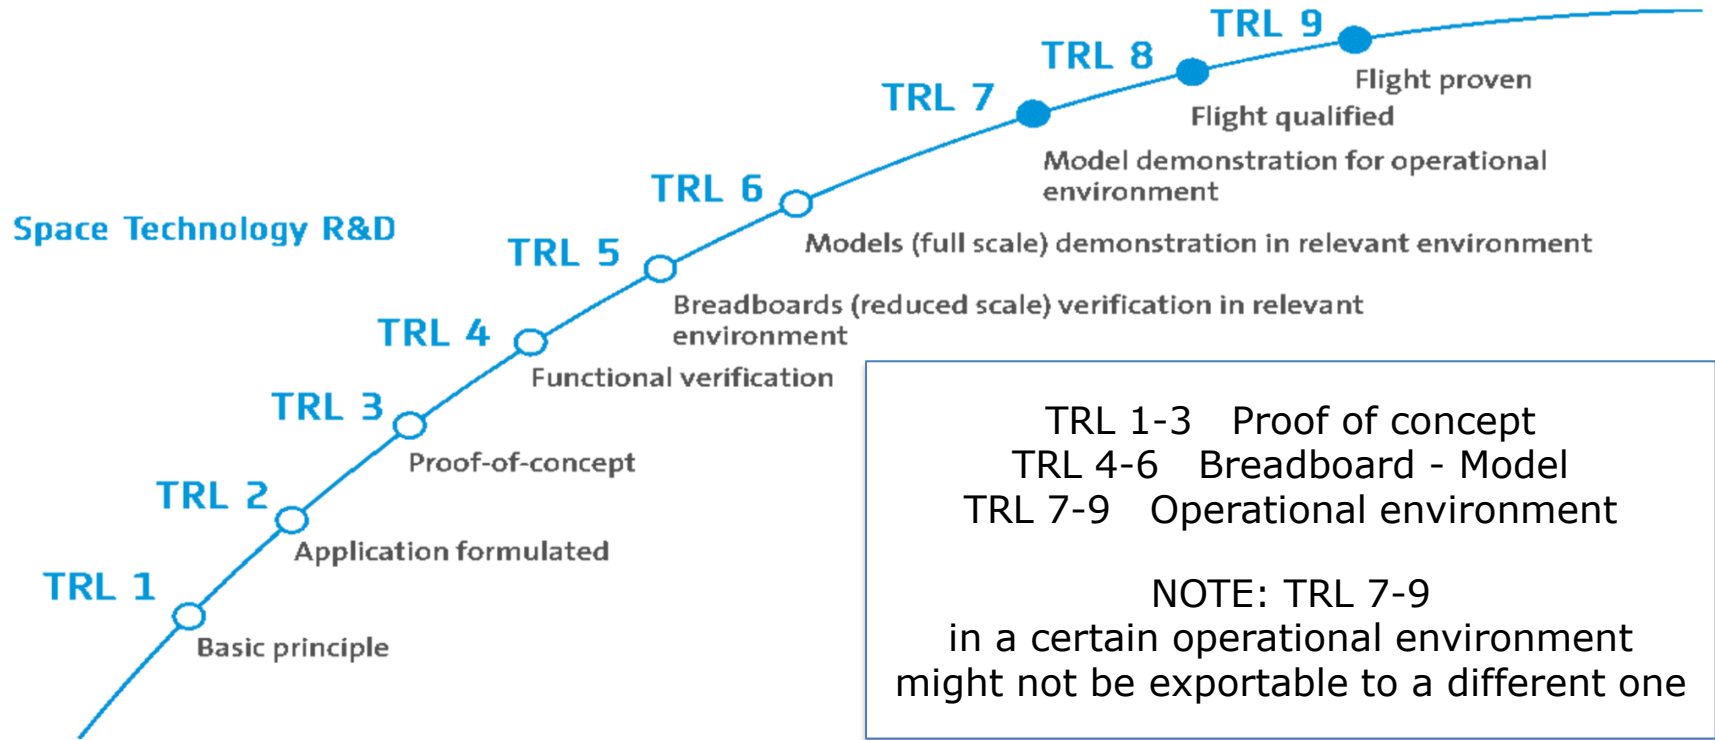 TRL 9
TRL 8
Flight proven
TRL 7
Flight qualified
Model demonstration for operational
environment
TRL 6
Space Technology R&D
Models (full scale) demonstration in relevant environment
TRL 5
Breadboards (reduced scale) verification in relevant
environment
TRL 4
Functional verification
TRL 3
Proof-of-concept
TRL 2
Application formulated
TRL 1
Basic principle
TRL 1-3 Proof of concept
TRL 4-6 Breadboard - Model
TRL 7-9 Operational environment
NOTE: TRL 7-9
in a certain operational environment
might not be exportable to a different one